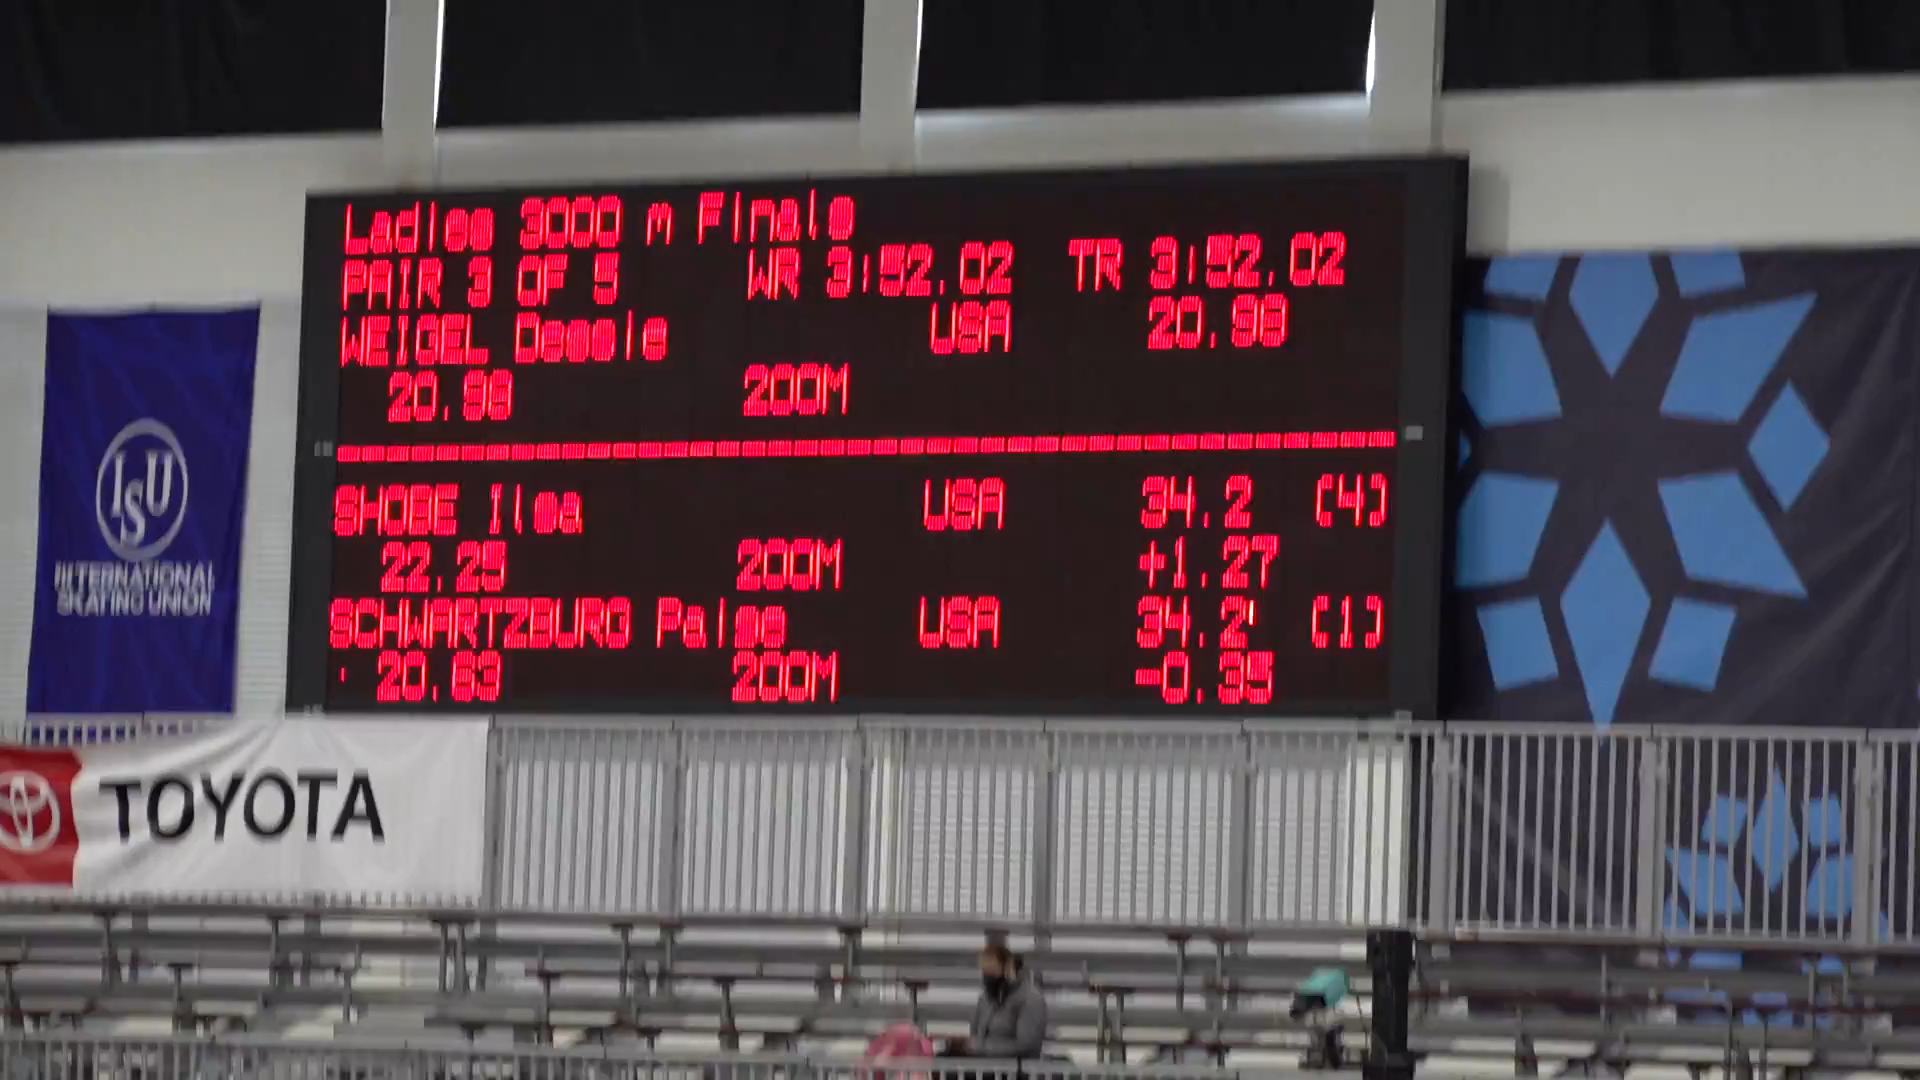 Ladies 3000 m Finals
PAIR 3 OF 5 WR 3:52.02 TR 3:52.02
WEIGEL Dessie USA 20.98
20.98 200M
SHOBE Ilsa USA 34.2 (4)
22.25 200M +1.27
SCHWARTZBURG Paige USA 34.2 (1)
20.63 200M -0.35
ISU
INTERNATIONAL
SKATING UNION
TOYOTA